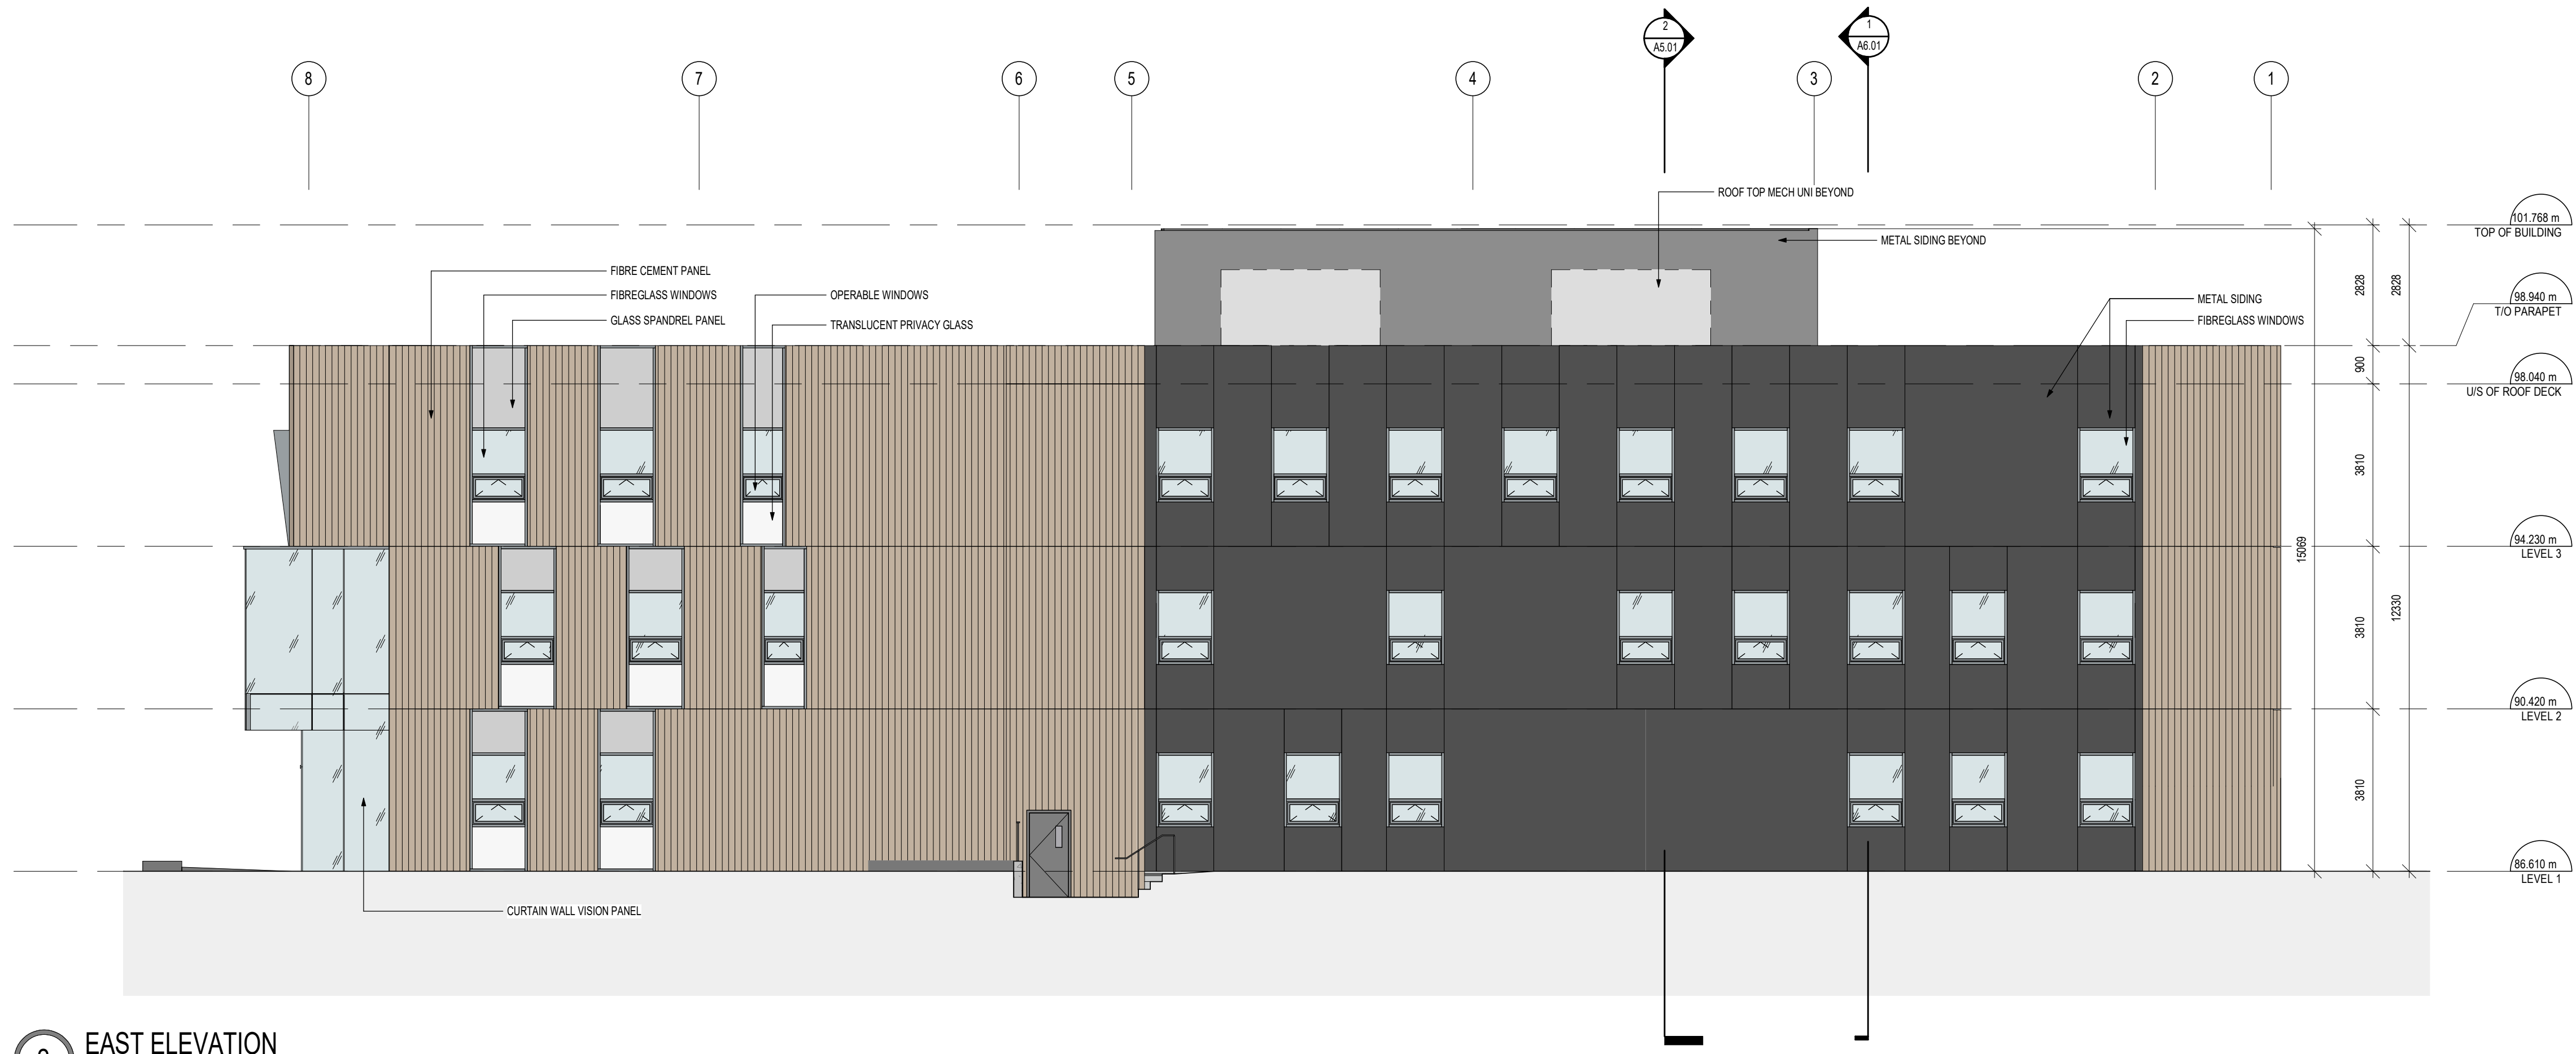 2
A5.01
1
A6.01
8
7
6
5
4
3
2
1
ROOF TOP MECH UNI BEYOND
101.768 m
TOP OF BUILDING
METAL SIDING BEYOND
FIBRE CEMENT PANEL
FIBREGLASS WINDOWS
GLASS SPANDREL PANEL
OPERABLE WINDOWS
TRANSLUCENT PRIVACY GLASS
METAL SIDING
FIBREGLASS WINDOWS
2828
2828
98.940 m
T/O PARAPET
900
98.040 m
U/S OF ROOF DECK
3810
15069
94.230 m
LEVEL 3
3810
12330
90.420 m
LEVEL 2
3810
86.610 m
LEVEL 1
CURTAIN WALL VISION PANEL
EAST ELEVATION